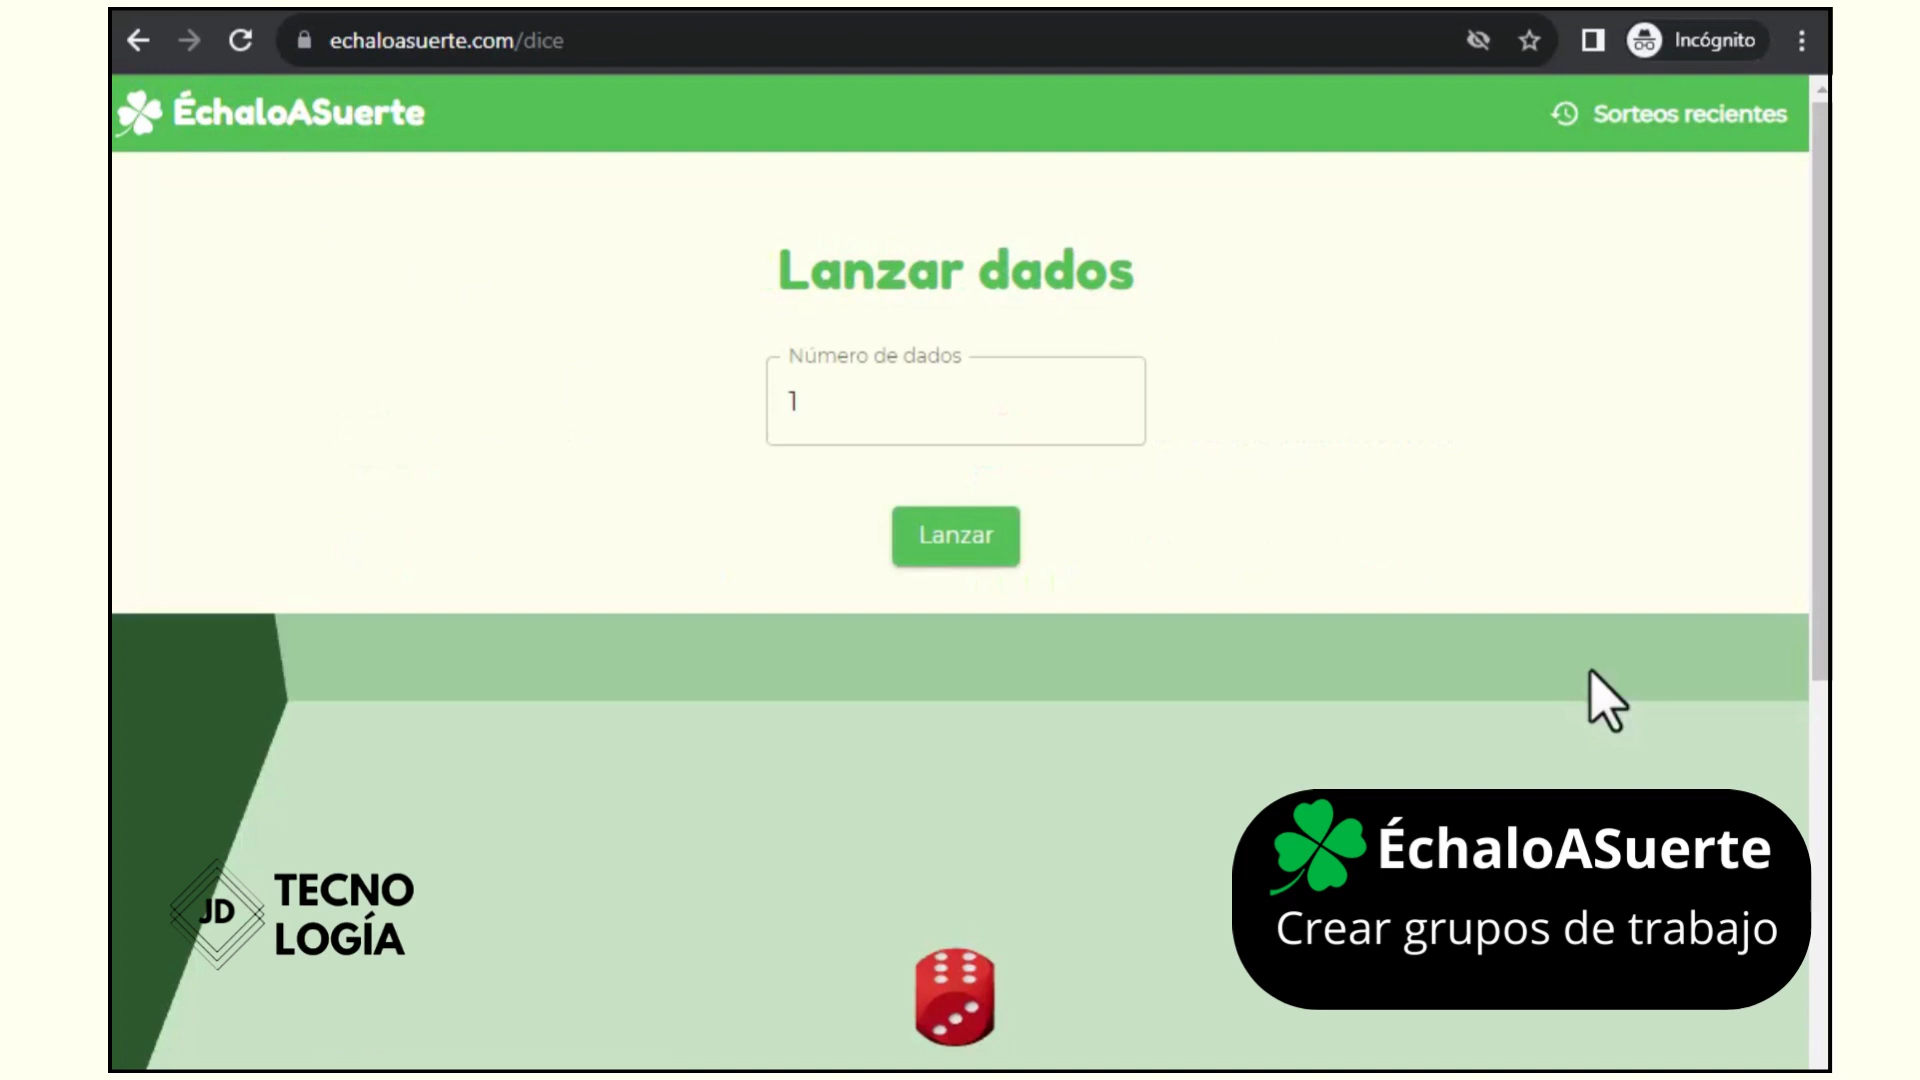 echaloasuerte.com/dice
Incógnito
ÉchaloASuerte
Sorteos recientes
Lanzar dados
Número de dados
1
Lanzar
JD
TECNO
LOGÍA
ÉchaloASuerte
Crear grupos de trabajo